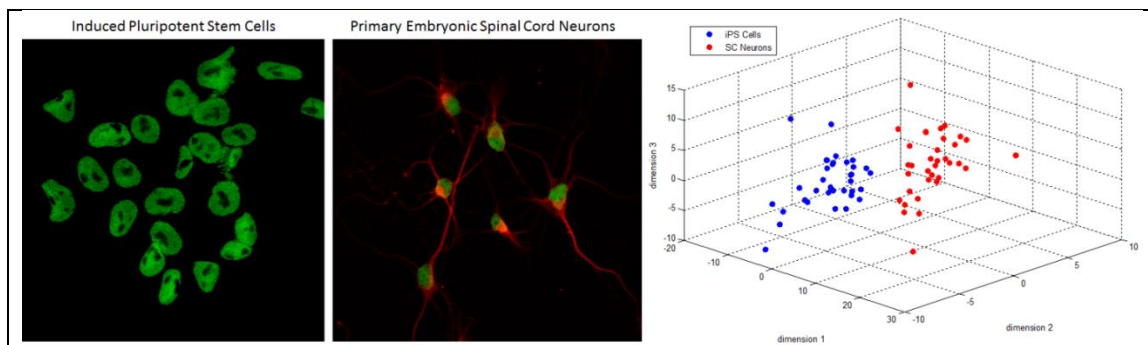 Induced Pluripotent Stem Cells
Primary Embryonic Spinal Cord Neurons
iPS Cells
SC Neurons
15
10
5
0
-5
-10
dimension 3
-20
-10
0
10
20
30
dimension 1
-10
-5
0
5
10
dimension 2